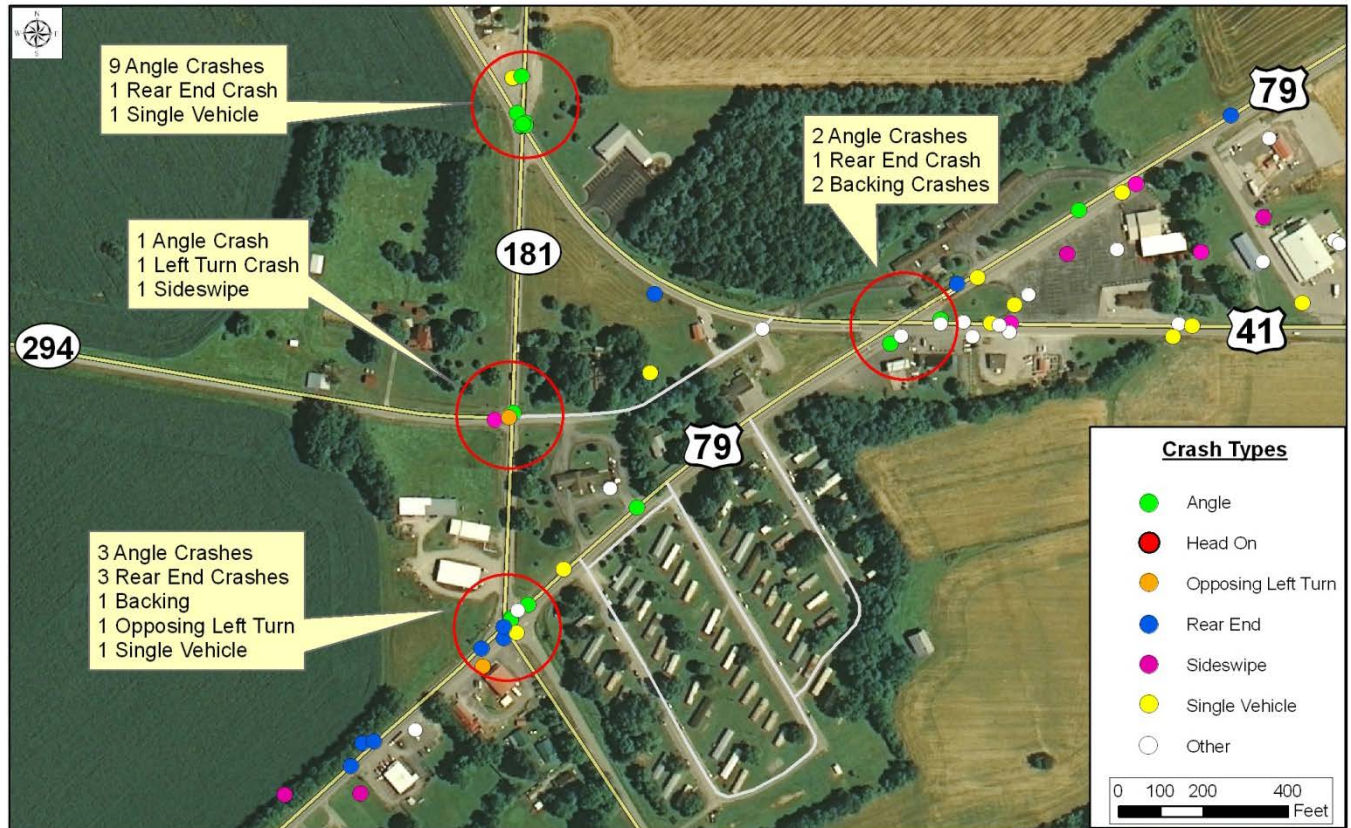 N
W E
S
9 Angle Crashes
1 Rear End Crash
1 Single Vehicle
79
2 Angle Crashes
1 Rear End Crash
2 Backing Crashes
1 Angle Crash
1 Left Turn Crash
1 Sideswipe
181
294
41
79
3 Angle Crashes
3 Rear End Crashes
1 Backing
1 Opposing Left Turn
1 Single Vehicle
Crash Types
Angle
Head On
Opposing Left Turn
Rear End
Sideswipe
Single Vehicle
Other
0 100 200 400
Feet